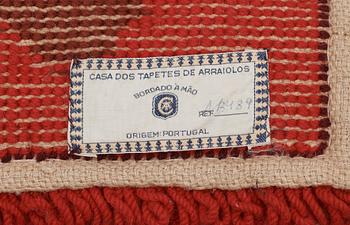 CASA DOS TAPETES DE ARRAIOLOS
BORDADO À MÃO
REF.
ORIGEM: PORTUGAL